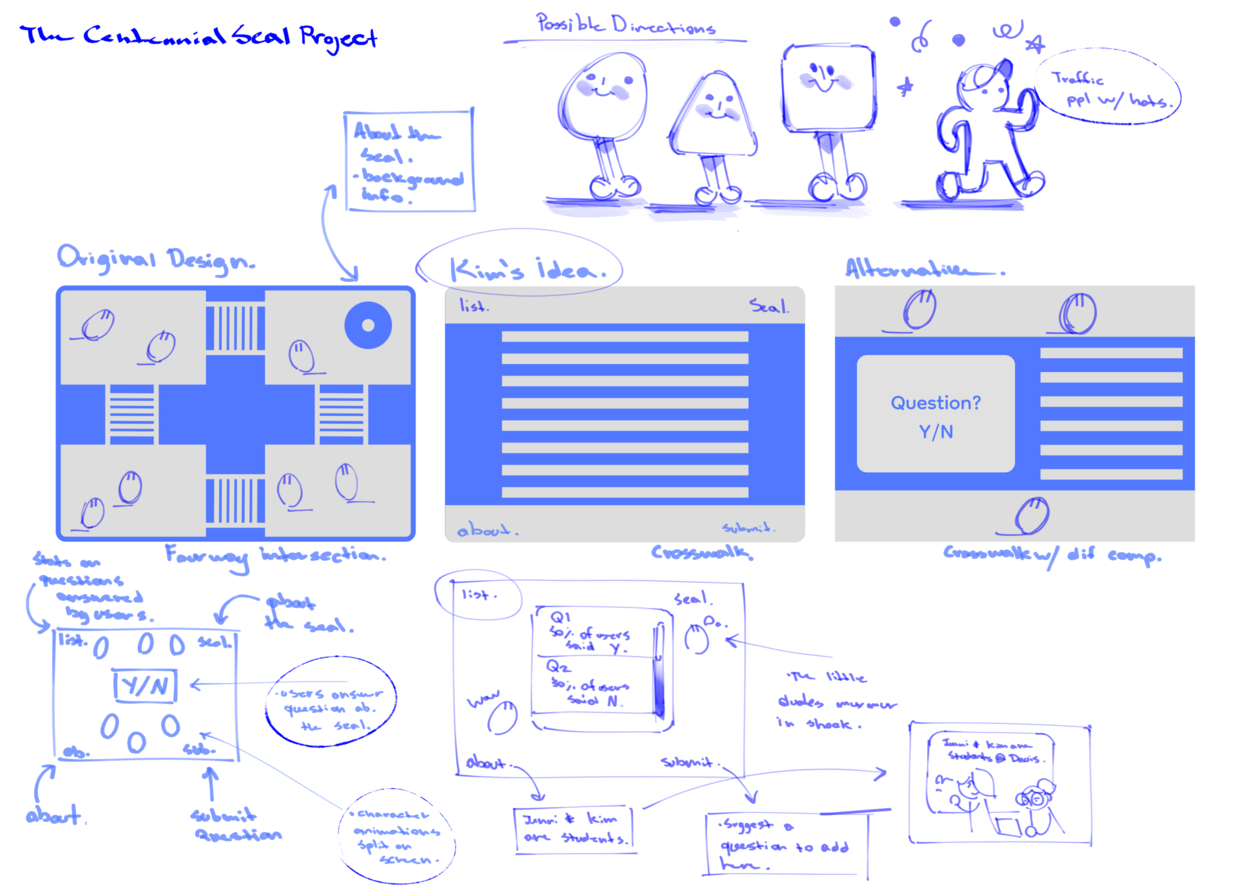 The Centennial Seal Project
Possible Directions
Traffic
ppl w/ hats.
About the
seal.
• background
info.
Original Design.
Kim's idea.
Alternative.
list.
Seal.
about.
submit.
Question?
Y/N
Fourway intersection.
Crosswalk.
Crosswalk w/ dif comp.
Stats on
questions
answered
by users.
about
the seal.
list.
seal.
Y/N
ab.
sub.
about.
submit
question
• users answer
question ab.
the seal.
• character
animations
split on
screen.
list.
seal.
Q1
50% of users
said Y.
Q2
50% of users
said N.
wow
about.
submit.
• The little
dudes murmur
in shock.
Jenni & Kim
are students.
• suggest a
question to add
here.
Jenni & Kim are
students @ Davis.